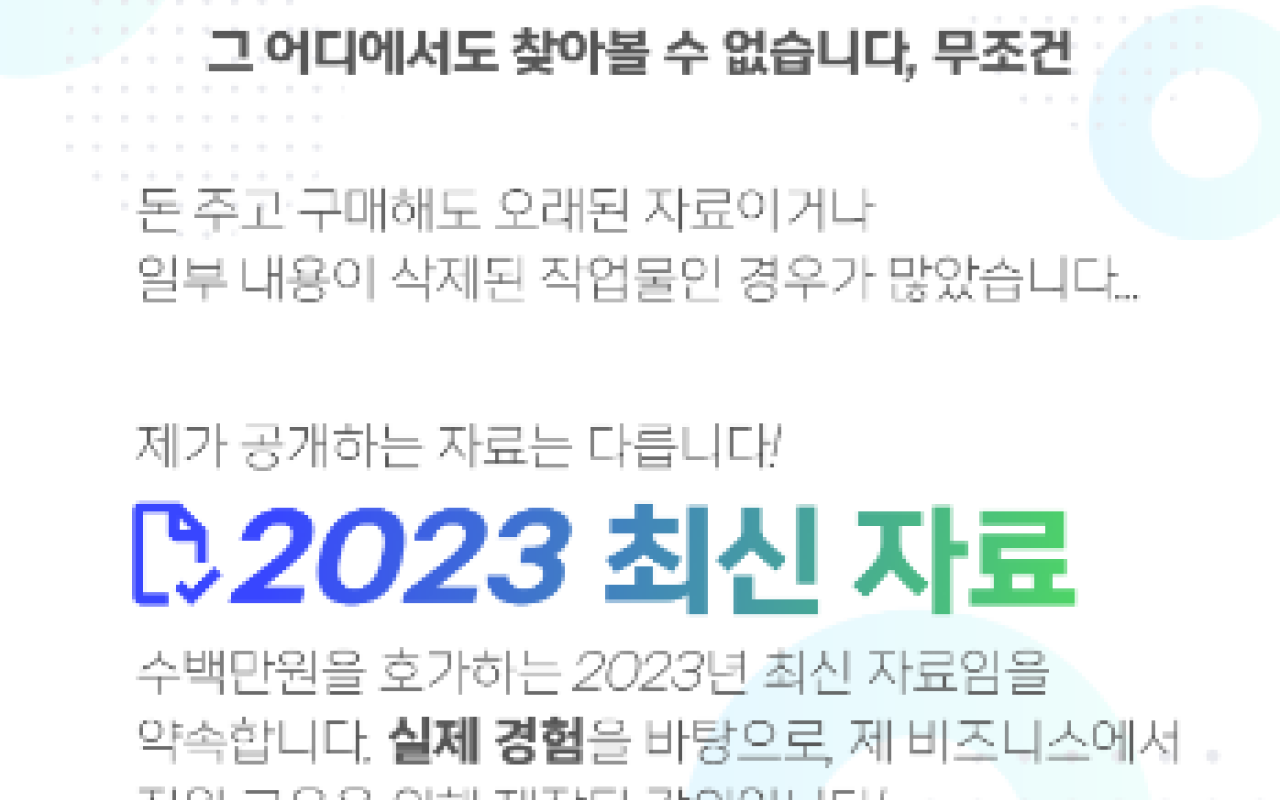 그 어디에서도 찾아볼 수 없습니다, 무조건
돈 주고 구매해도 오래된 자료이거나
일부 내용이 삭제된 작업물인 경우가 많았습니다...
제가 공개하는 자료는 다릅니다!
2023 최신 자료
수백만원을 호가하는 2023년 최신 자료임을
약속합니다. 실제 경험을 바탕으로, 제 비즈니스에서